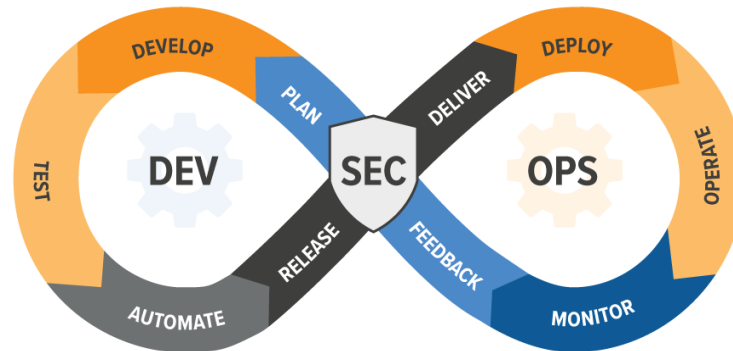 DEVELOP
PLAN
DELIVER
DEPLOY
TEST
DEV
SEC
OPS
OPERATE
RELEASE
FEEDBACK
AUTOMATE
MONITOR